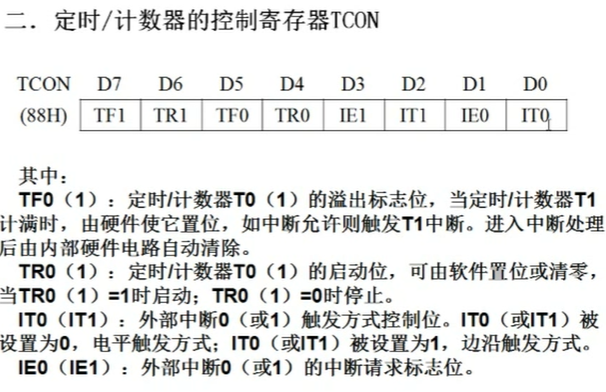 二．定时/计数器的控制寄存器TCON
TCON D7 D6 D5 D4 D3 D2 D1 D0
(88H) TF1 TR1 TF0 TR0 IE1 IT1 IE0 IT0
其中：
TF0（1）：定时/计数器T0（1）的溢出标志位，当定时/计数器T1
计满时，由硬件使它置位，如中断允许则触发T1中断。进入中断处理
后由内部硬件电路自动清除。
TR0（1）：定时/计数器T0（1）的启动位，可由软件置位或清零，
当TR0（1）=1时启动；TR0（1）=0时停止。
IT0（IT1）：外部中断0（或1）触发方式控制位。IT0（或IT1）被
设置为0，电平触发方式；IT0（或IT1）被设置为1，边沿触发方式。
IE0（IE1）：外部中断0（或1）的中断请求标志位。